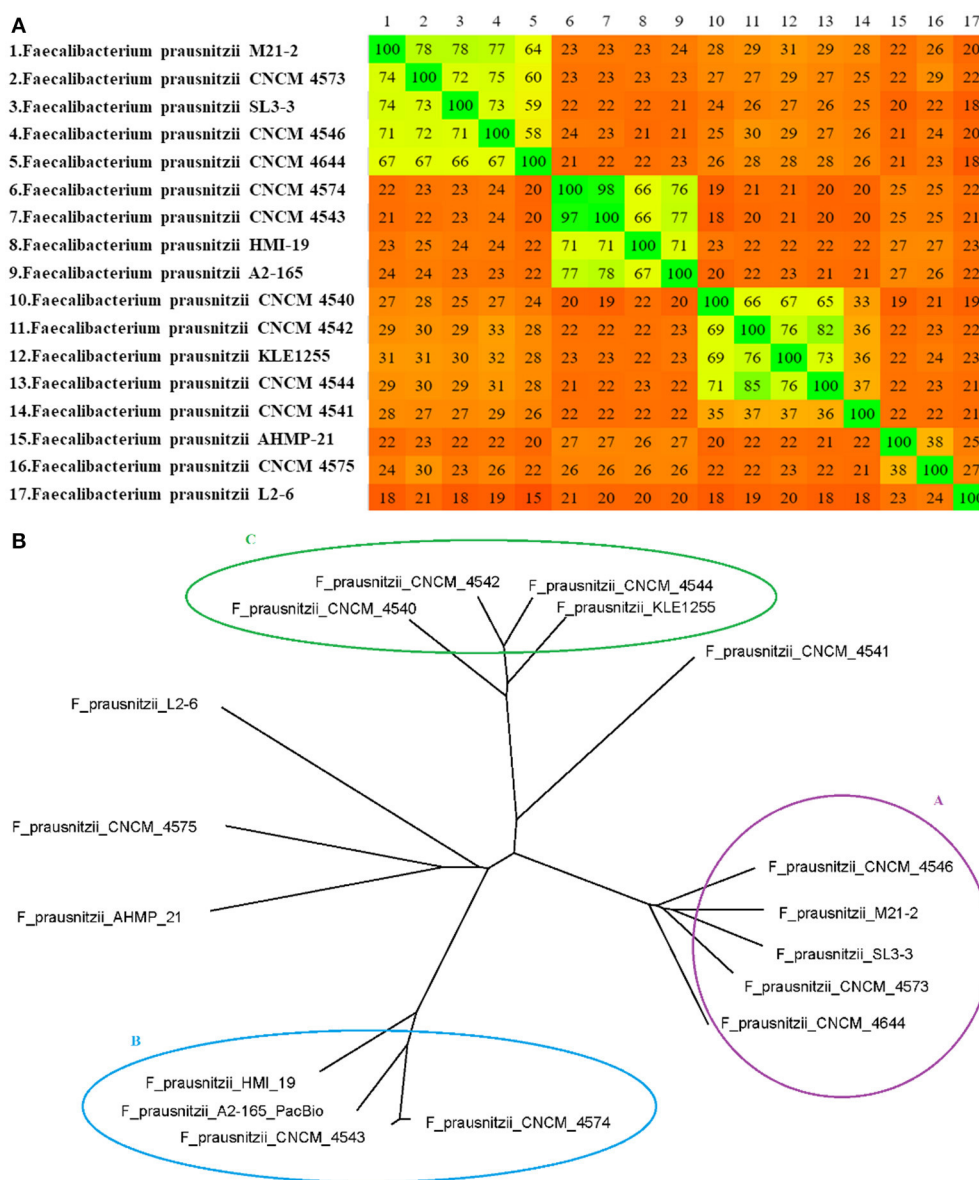 A
1 2 3 4 5 6 7 8 9 10 11 12 13 14 15 16 17
1.Faecalibacterium prausnitzii M21-2 100 78 78 77 64 23 23 23 24 28 29 31 29 28 22 26 20
2.Faecalibacterium prausnitzii CNCM 4573 74 100 72 75 60 23 23 23 23 27 27 29 27 25 22 29 22
3.Faecalibacterium prausnitzii SL3-3 74 73 100 73 59 22 22 22 21 24 26 27 26 25 20 22 18
4.Faecalibacterium prausnitzii CNCM 4546 71 72 71 100 58 24 23 21 21 25 30 29 27 26 21 24 20
5.Faecalibacterium prausnitzii CNCM 4644 67 67 66 67 100 21 22 22 23 26 28 28 28 26 21 23 18
6.Faecalibacterium prausnitzii CNCM 4574 22 23 23 24 20 100 98 66 76 19 21 21 20 20 25 25 22
7.Faecalibacterium prausnitzii CNCM 4543 21 22 23 24 20 97 100 66 77 18 20 21 20 20 25 25 21
8.Faecalibacterium prausnitzii HMI-19 23 25 24 24 22 71 71 100 71 23 22 22 22 22 27 27 23
9.Faecalibacterium prausnitzii A2-165 24 24 23 23 22 77 78 67 100 20 22 23 21 21 27 26 22
10.Faecalibacterium prausnitzii CNCM 4540 27 28 25 27 24 20 19 22 20 100 66 67 65 33 19 21 19
11.Faecalibacterium prausnitzii CNCM 4542 29 30 29 33 28 22 22 22 23 69 100 76 82 36 22 23 22
12.Faecalibacterium prausnitzii KLE1255 31 31 30 32 28 23 23 22 23 69 76 100 73 36 22 24 23
13.Faecalibacterium prausnitzii CNCM 4544 29 30 29 31 28 21 22 23 22 71 85 76 100 37 22 23 21
14.Faecalibacterium prausnitzii CNCM 4541 28 27 27 29 26 22 22 22 22 35 37 37 36 100 22 22 21
15.Faecalibacterium prausnitzii AHMP-21 22 23 22 22 20 27 27 26 27 20 22 22 21 22 100 38 25
16.Faecalibacterium prausnitzii CNCM 4575 24 30 23 26 22 26 26 26 26 22 22 23 22 21 38 100 27
17.Faecalibacterium prausnitzii L2-6 18 21 18 19 15 21 20 20 20 18 19 20 18 18 23 24 100
B
C
F_prausnitzii_CNCM_4542
F_prausnitzii_CNCM_4544
F_prausnitzii_CNCM_4540
F_prausnitzii_KLE1255
F_prausnitzii_CNCM_4541
F_prausnitzii_L2-6
A
F_prausnitzii_CNCM_4575
F_prausnitzii_CNCM_4546
F_prausnitzii_AHMP_21
F_prausnitzii_M21-2
F_prausnitzii_SL3-3
F_prausnitzii_CNCM_4573
F_prausnitzii_CNCM_4644
B
F_prausnitzii_HMI_19
F_prausnitzii_A2-165_PacBio
F_prausnitzii_CNCM_4574
F_prausnitzii_CNCM_4543